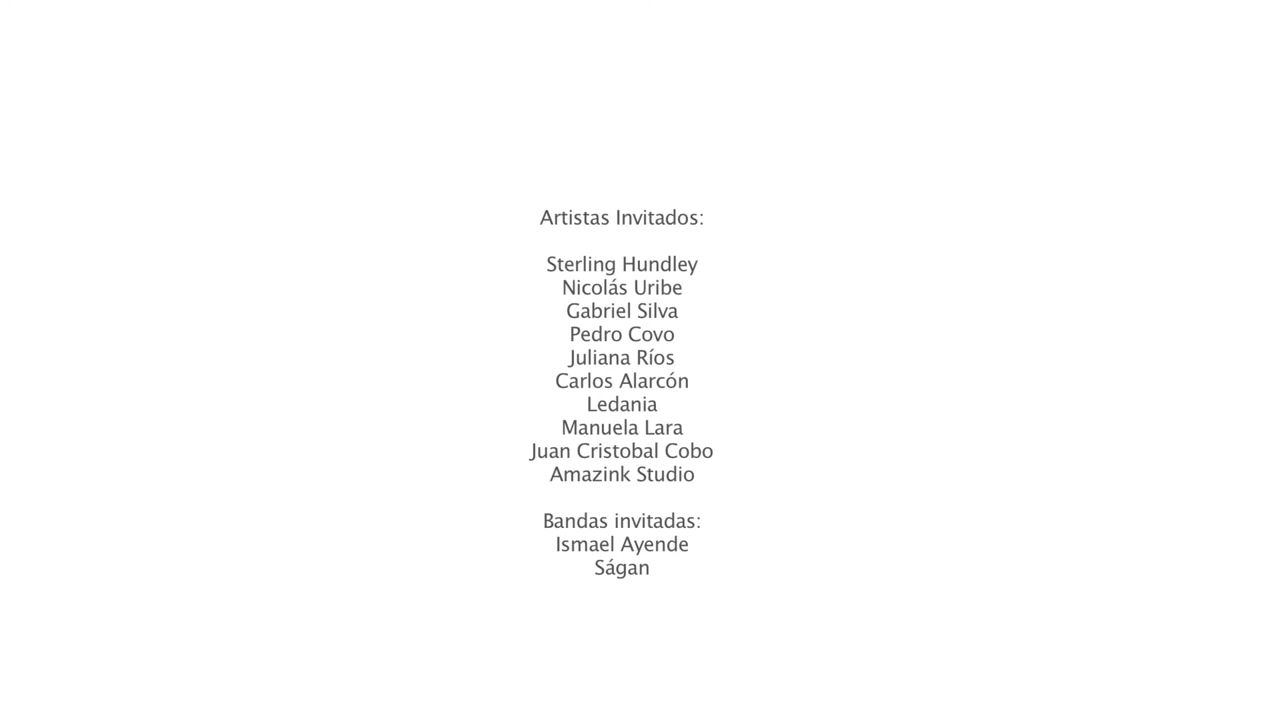 Artistas Invitados:
Sterling Hundley
Nicolás Uribe
Gabriel Silva
Pedro Covo
Juliana Ríos
Carlos Alarcón
Ledania
Manuela Lara
Juan Cristobal Cobo
Amazink Studio
Bandas invitadas:
Ismael Ayende
Ságan